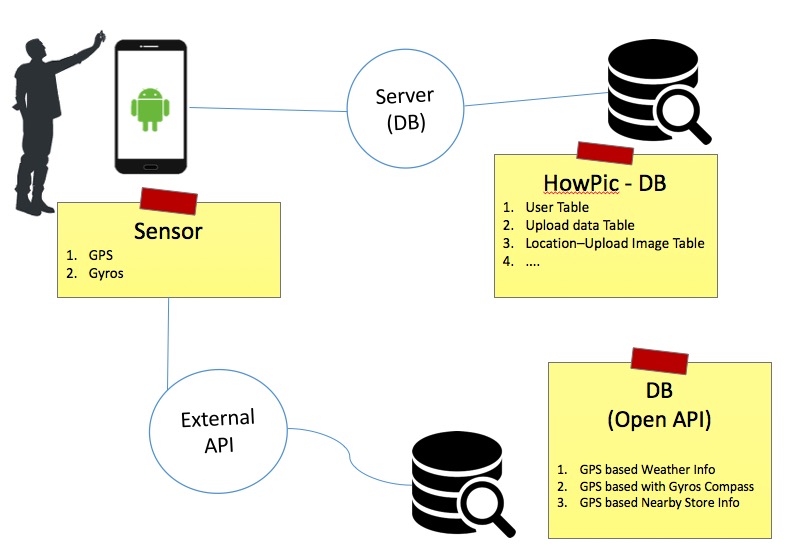 Server
(DB)
HowPic - DB
1. User Table
2. Upload data Table
3. Location–Upload Image Table
4. ....
Sensor
1. GPS
2. Gyros
External
API
DB
(Open API)
1. GPS based Weather Info
2. GPS based with Gyros Compass
3. GPS based Nearby Store Info